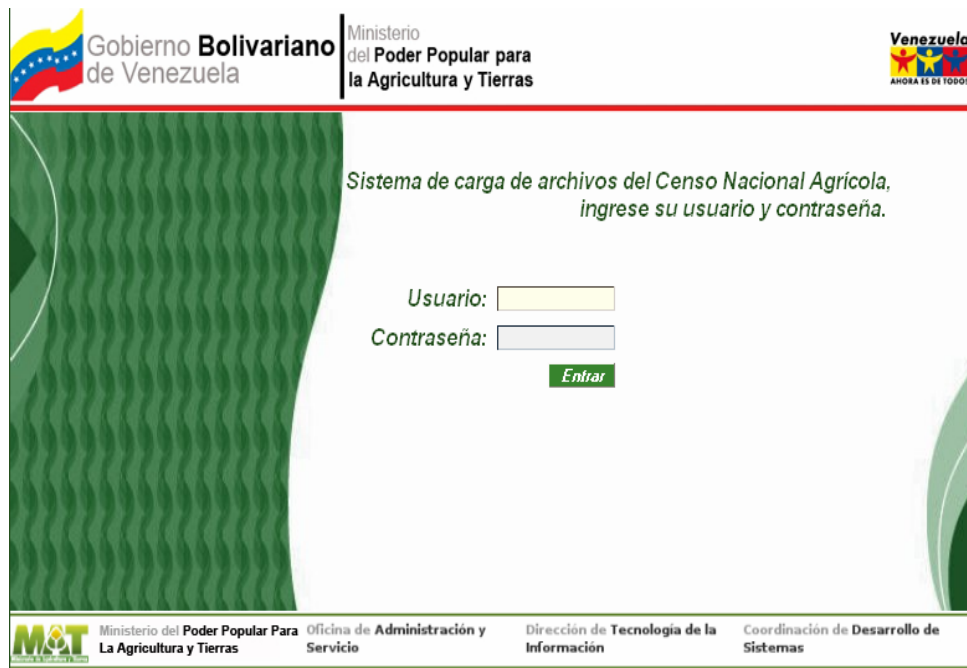 Gobierno Bolivariano
de Venezuela
Ministerio
del Poder Popular para
la Agricultura y Tierras
Venezuela
AHORA ES DE TODOS
Sistema de carga de archivos del Censo Nacional Agrícola,
ingrese su usuario y contraseña.
Usuario:
Contraseña:
Entrar
MAT
Ministerio del Poder Popular Para
La Agricultura y Tierras
Oficina de Administración y
Servicio
Dirección de Tecnología de la
Información
Coordinación de Desarrollo de
Sistemas